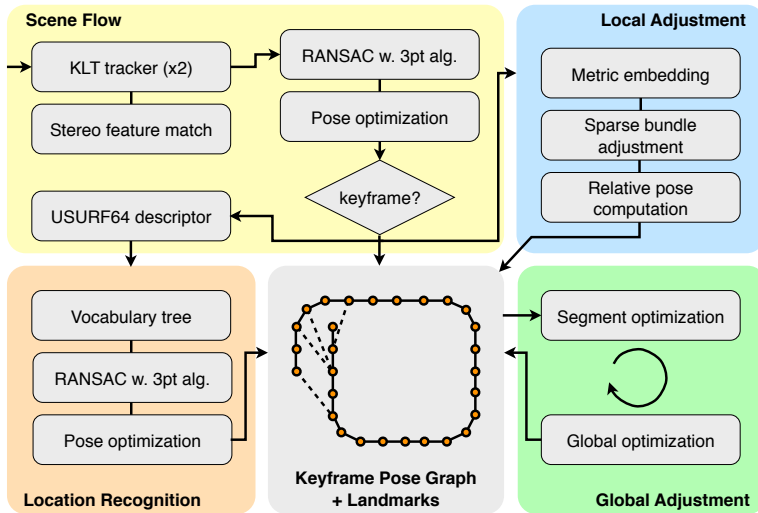 Scene Flow
KLT tracker (x2)
Stereo feature match
RANSAC w. 3pt alg.
Pose optimization
keyframe?
USURF64 descriptor
Local Adjustment
Metric embedding
Sparse bundle
adjustment
Relative pose
computation
Vocabulary tree
RANSAC w. 3pt alg.
Pose optimization
Location Recognition
Keyframe Pose Graph
+ Landmarks
Segment optimization
Global optimization
Global Adjustment